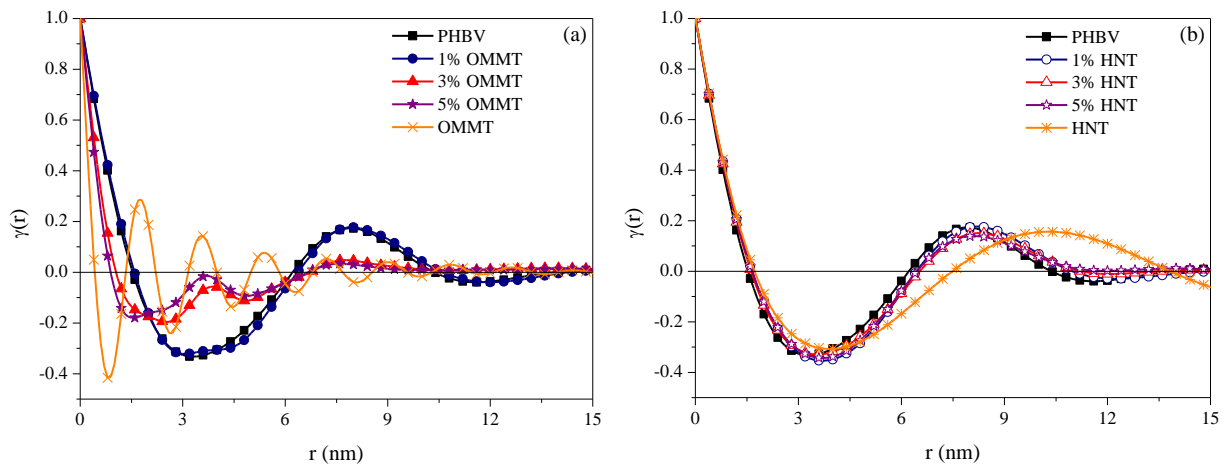 1.0
0.8
0.6
0.4
0.2
0.0
-0.2
-0.4
γ(r)
0
3
6
9
12
15
r (nm)
(a)
PHBV
1% OMMT
3% OMMT
5% OMMT
OMMT
1.0
0.8
0.6
0.4
0.2
0.0
-0.2
-0.4
γ(r)
0
3
6
9
12
15
r (nm)
(b)
PHBV
1% HNT
3% HNT
5% HNT
HNT